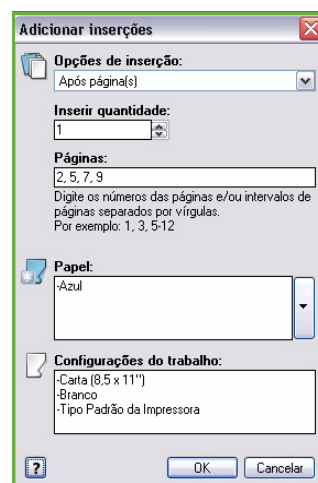 Adicionar inserções
Opções de inserção:
Após página(s)
Inserir quantidade:
1
Páginas:
2, 5, 7, 9
Digite os números das páginas e/ou intervalos de
páginas separados por vírgulas.
Por exemplo: 1, 3, 5-12
Papel:
-Azul
Configurações do trabalho:
-Carta (8,5 x 11")
-Branco
-Tipo Padrão da Impressora
?
OK
Cancelar